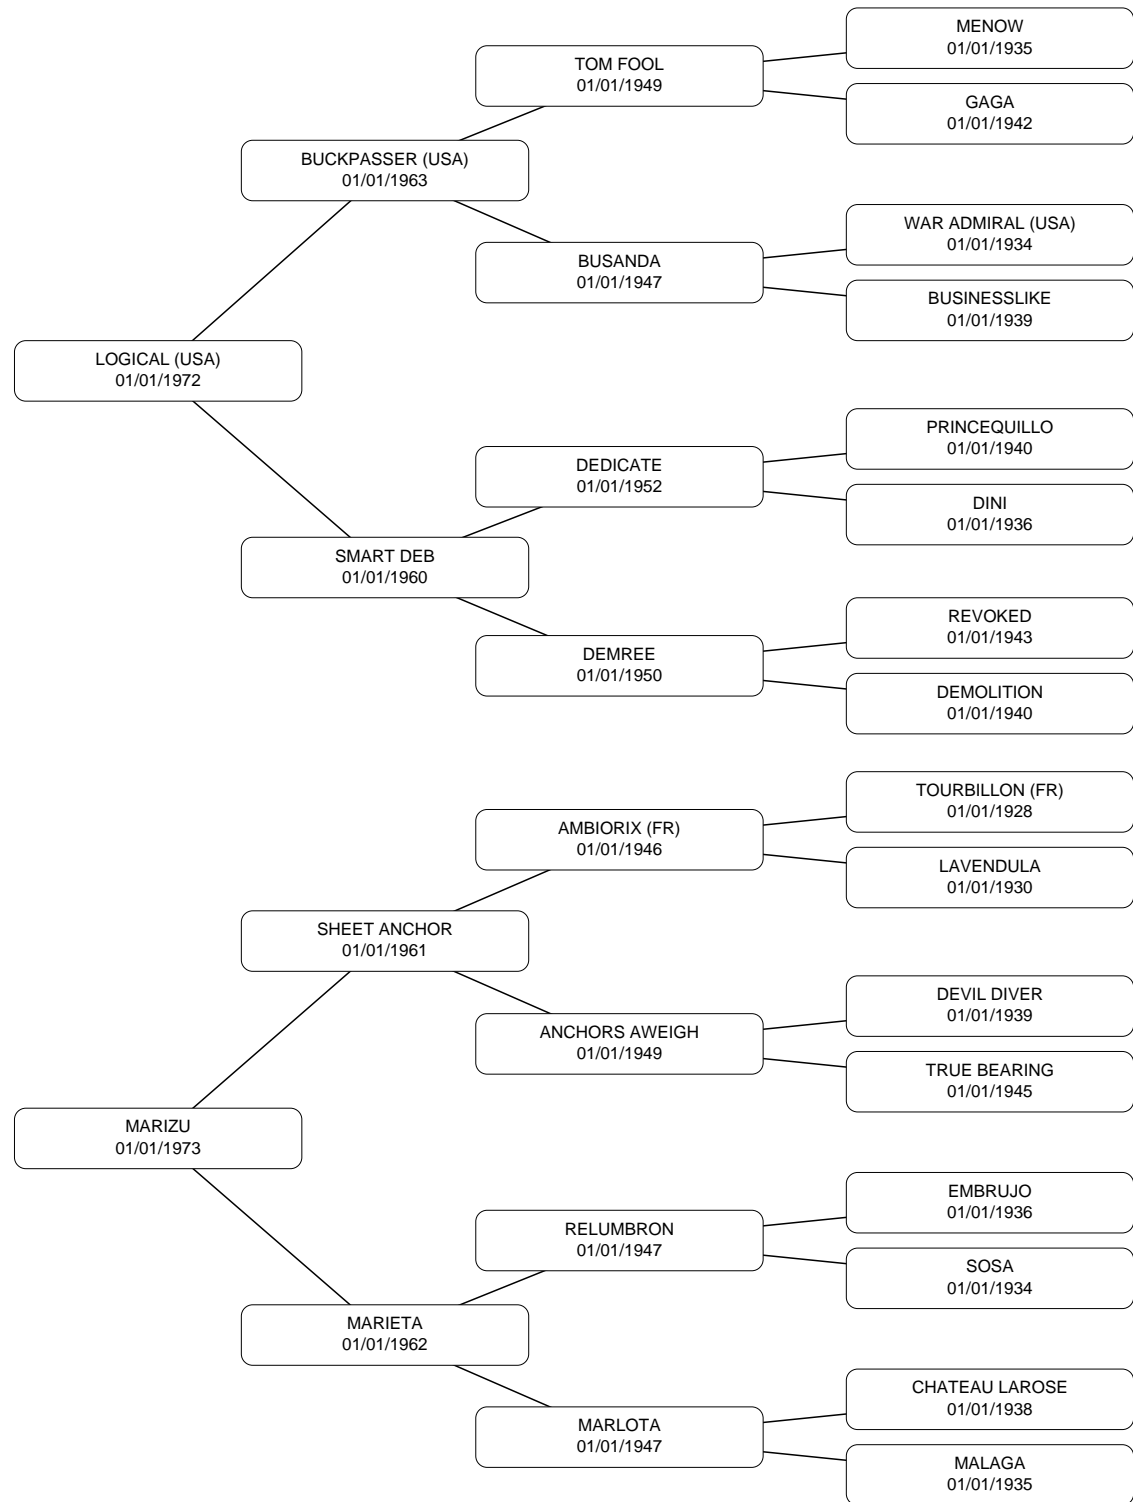 MENOW
01/01/1935
TOM FOOL
01/01/1949
GAGA
01/01/1942
BUCKPASSER (USA)
01/01/1963
WAR ADMIRAL (USA)
01/01/1934
BUSANDA
01/01/1947
BUSINESSLIKE
01/01/1939
LOGICAL (USA)
01/01/1972
PRINCEQUILLO
01/01/1940
DEDICATE
01/01/1952
DINI
01/01/1936
SMART DEB
01/01/1960
REVOKED
01/01/1943
DEMREE
01/01/1950
DEMOLITION
01/01/1940
TOURBILLON (FR)
01/01/1928
AMBIORIX (FR)
01/01/1946
LAVENDULA
01/01/1930
SHEET ANCHOR
01/01/1961
DEVIL DIVER
01/01/1939
ANCHORS AWEIGH
01/01/1949
TRUE BEARING
01/01/1945
MARIZU
01/01/1973
EMBRUJO
01/01/1936
RELUMBRON
01/01/1947
SOSA
01/01/1934
MARIETA
01/01/1962
CHATEAU LAROSE
01/01/1938
MARLOTA
01/01/1947
MALAGA
01/01/1935